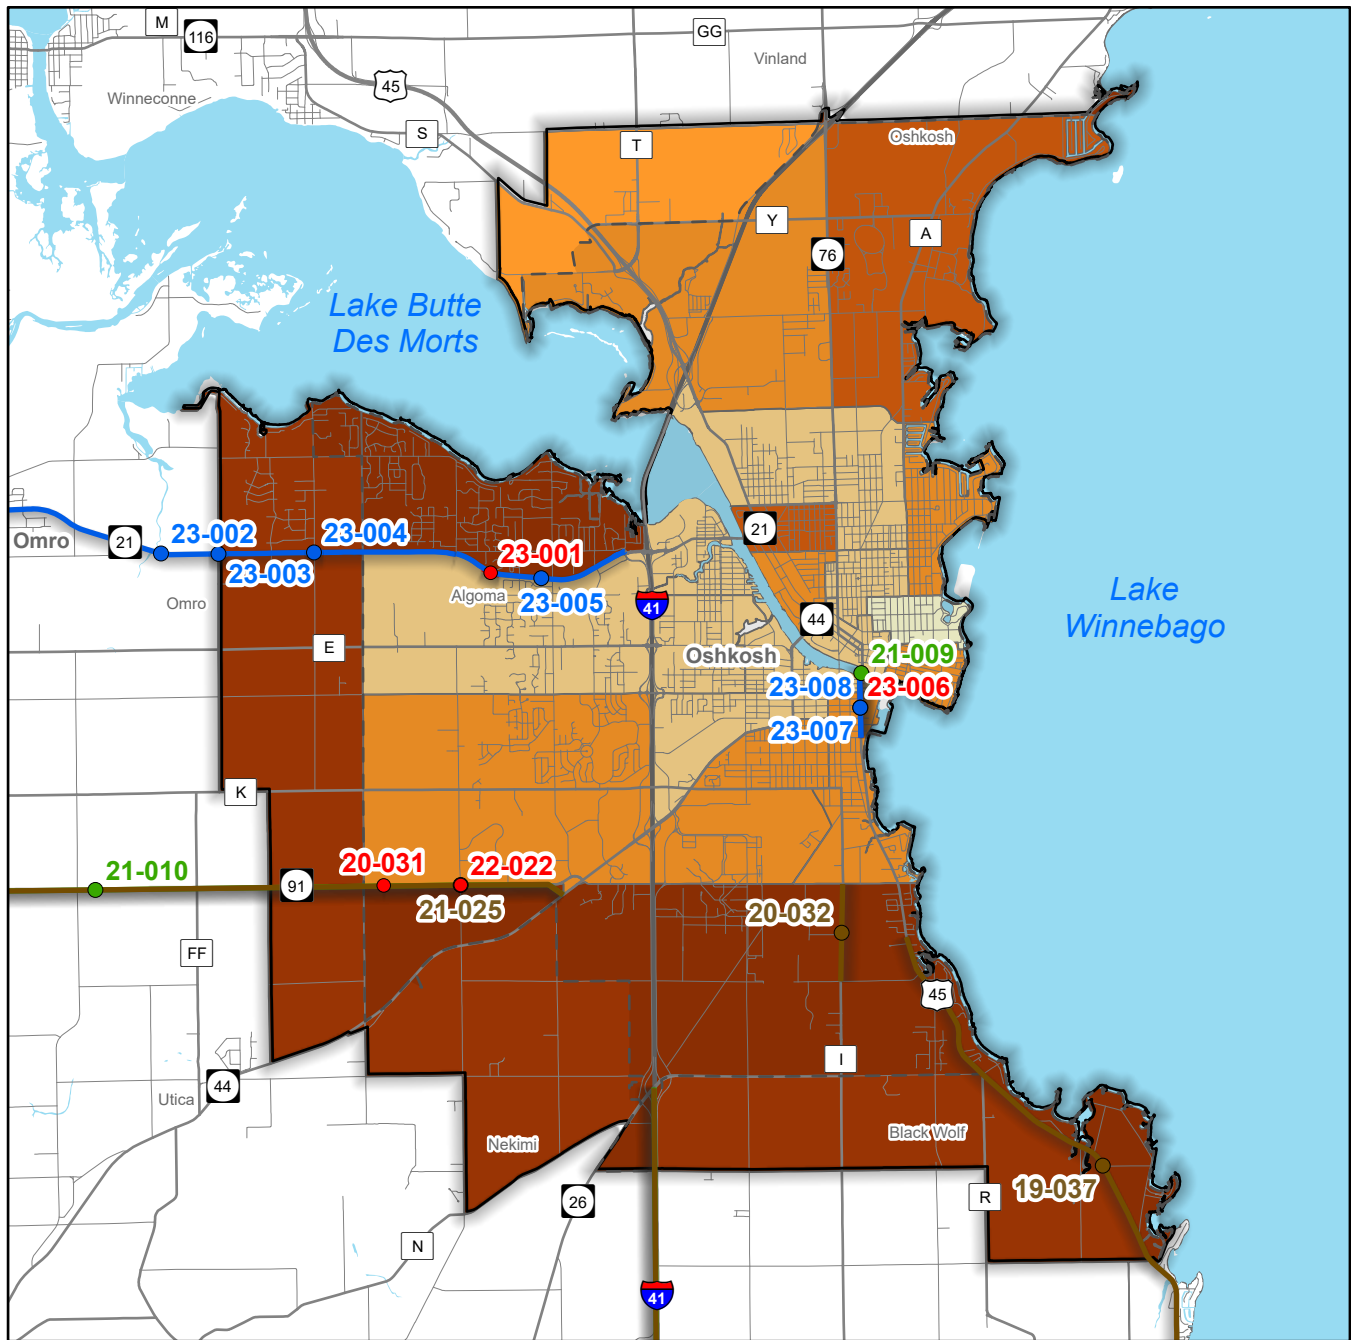 M
116
GG
Vinland
45
Winneconne
S
T
Oshkosh
Y
A
76
Lake Butte
Des Morts
21
Omro
21
23-002
23-004
23-003
23-001
23-005
Algoma
Omro
41
44
Lake
Winnebago
E
Oshkosh
21-009
23-008
23-006
23-007
K
21-010
91
20-031
22-022
21-025
20-032
FF
45
I
44
Utica
Nekimi
Black Wolf
19-037
R
26
N
41